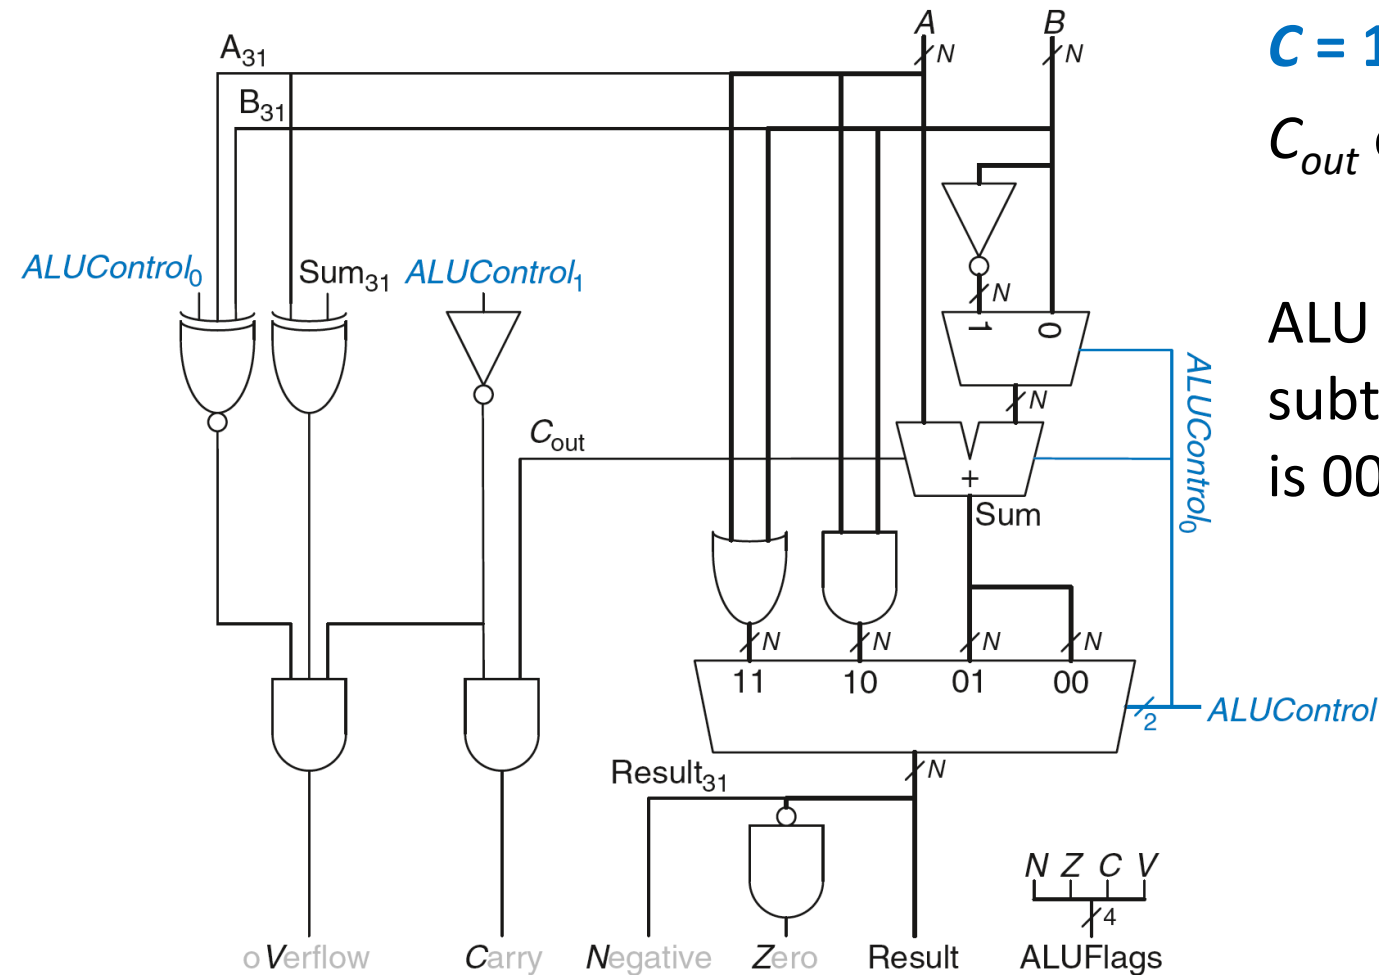 A
B
C = 1
A31
N
N
B31
Cout
ALUControl0
Sum31
ALUControl1
N
1
0
ALU
N
ALUControl0
subt
Cout
+
is 00
Sum
N
N
N
N
11
10
01
00
2
ALUControl
Result31
N
N Z C V
4
oVerflow
Carry
Negative
Zero
Result
ALUFlags